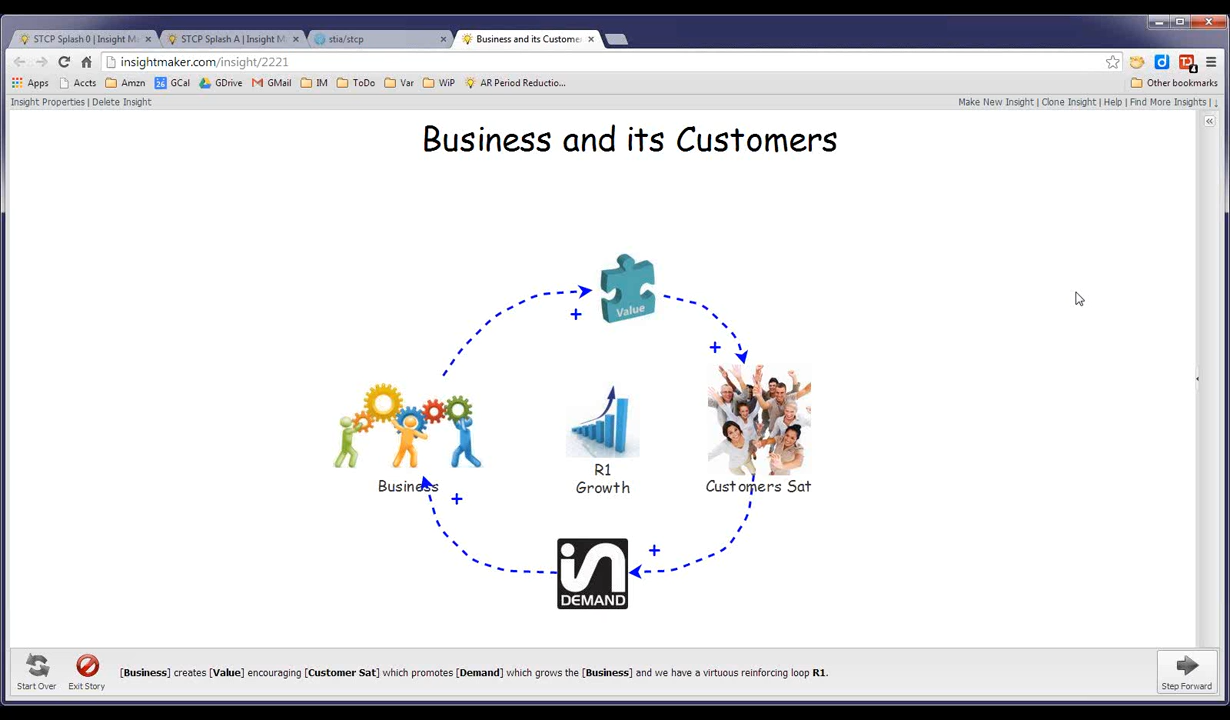 STCP Splash 0 | Insight M
STCP Splash A | Insight M
stia/stcp
Business and its Custome
insightmaker.com/insight/2221
Apps
Accts
Amzn
26
GCal
GDrive
GMail
IM
ToDo
Var
WiP
AR Period Reductio...
Other bookmarks
Insight Properties | Delete Insight
Make New Insight | Clone Insight | Help | Find More Insights |
Business and its Customers
Value
+
+
R1
Growth
Business
Customers Sat
+
+
in
DEMAND
Start Over
Exit Story
[Business] creates [Value] encouraging [Customer Sat] which promotes [Demand] which grows the [Business] and we have a virtuous reinforcing loop R1.
Step Forward